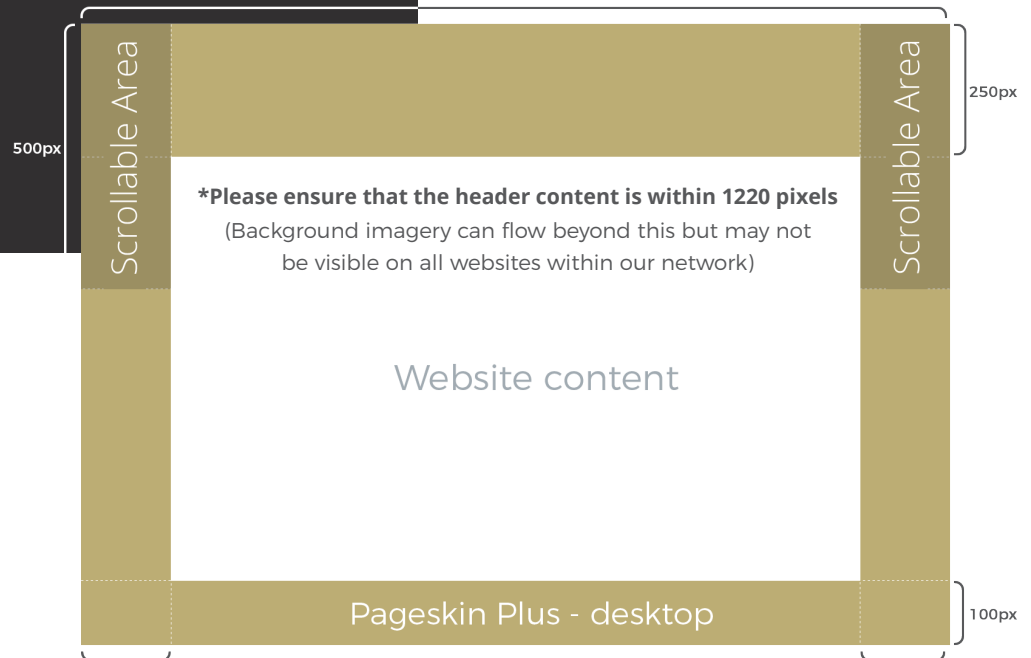 Scrollable Area
Scrollable Area
250px
500px
*Please ensure that the header content is within 1220 pixels
(Background imagery can flow beyond this but may not
be visible on all websites within our network)
Website content
Pageskin Plus - desktop
100px